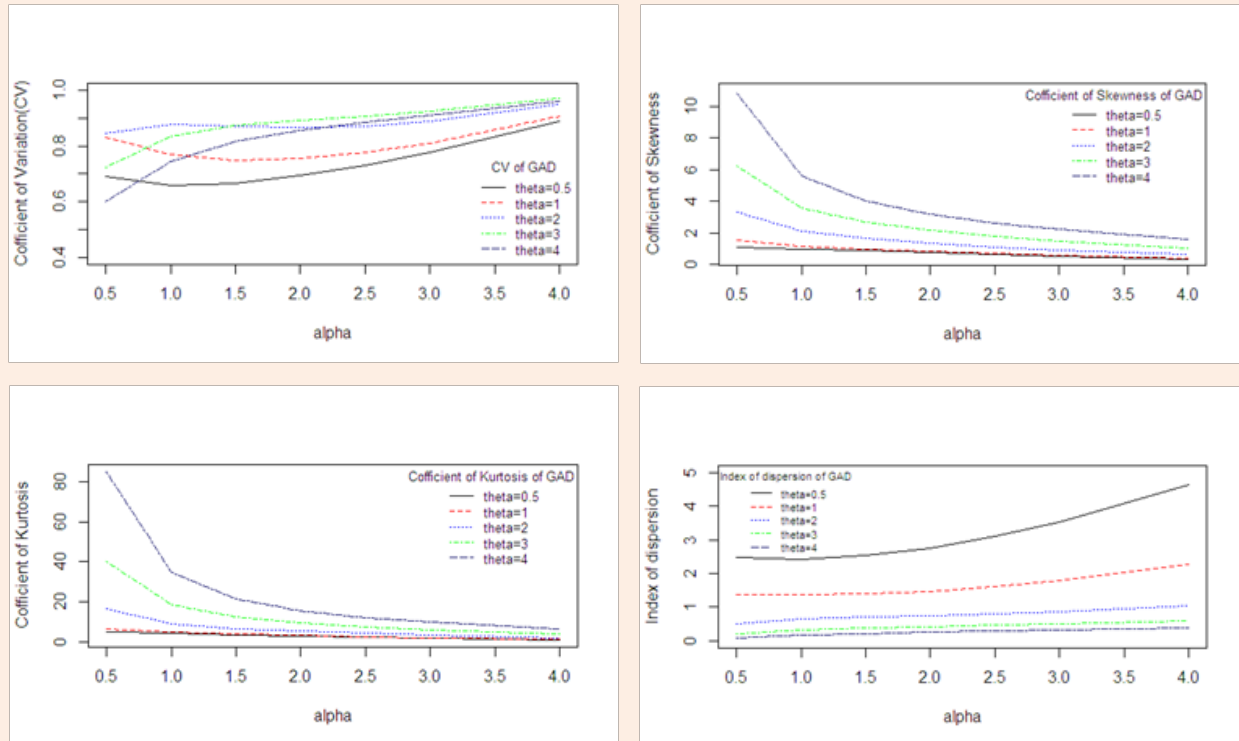 Cofficient of Variation(CV)
1.0
0.8
0.6
0.4
CV of GAD
theta=0.5
theta=1
theta=2
theta=3
theta=4
0.5 1.0 1.5 2.0 2.5 3.0 3.5 4.0
alpha
Cofficient of Skewness
10
8
6
4
2
0
Cofficient of Skewness of GAD
theta=0.5
theta=1
theta=2
theta=3
theta=4
0.5 1.0 1.5 2.0 2.5 3.0 3.5 4.0
alpha
Cofficient of Kurtosis
80
60
40
20
0
Cofficient of Kurtosis of GAD
theta=0.5
theta=1
theta=2
theta=3
theta=4
0.5 1.0 1.5 2.0 2.5 3.0 3.5 4.0
alpha
Index of dispersion
5
4
3
2
1
0
Index of dispersion of GAD
theta=0.5
theta=1
theta=2
theta=3
theta=4
0.5 1.0 1.5 2.0 2.5 3.0 3.5 4.0
alpha